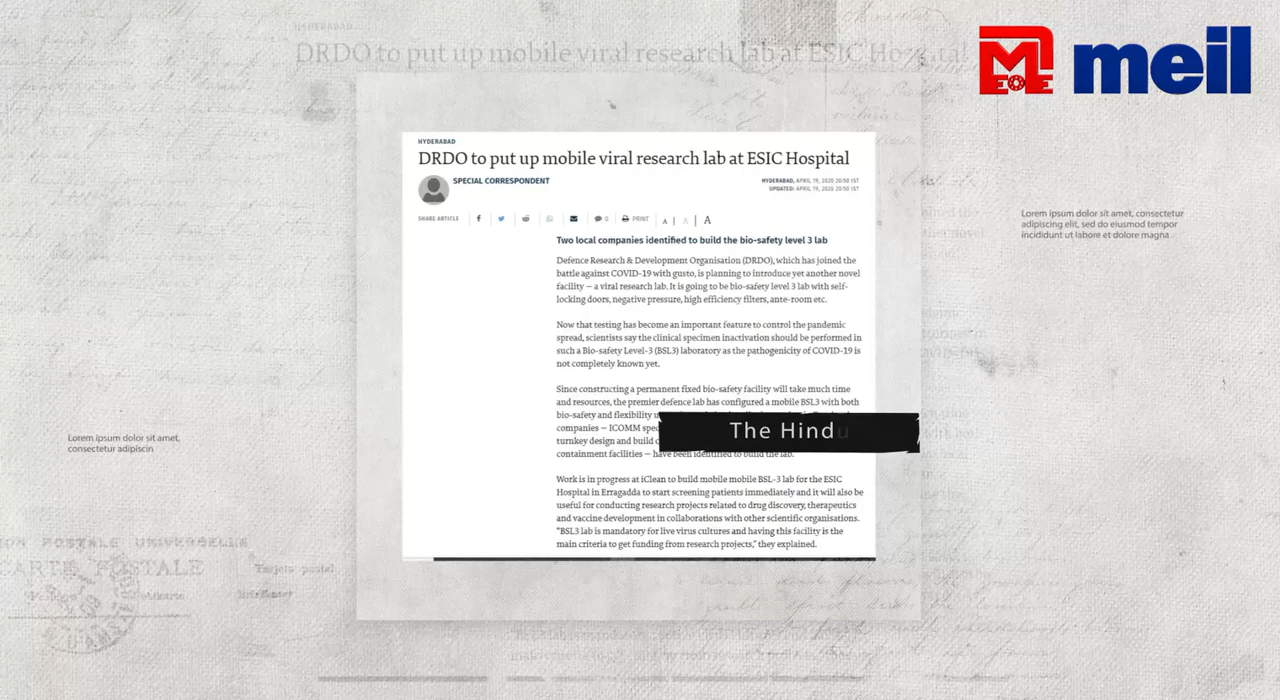 HYDERABAD
DRDO to put up mobile viral research lab at ESIC Hospital
meil
HYDERABAD
DRDO to put up mobile viral research lab at ESIC Hospital
SPECIAL CORRESPONDENT
HYDERABAD, APRIL 19, 2020 20:50 IST
UPDATED: APRIL 19, 2020 20:50 IST
SHARE ARTICLE
0
PRINT
A | A | A
Two local companies identified to build the bio-safety level 3 lab
Defence Research & Development Organisation (DRDO), which has joined the
battle against COVID-19 with gusto, is planning to introduce yet another novel
facility — a viral research lab. It is going to be bio-safety level 3 lab with self-
locking doors, negative pressure, high efficiency filters, ante-room etc.
Now that testing has become an important feature to control the pandemic
spread, scientists say the clinical specimen inactivation should be performed in
such a Bio-safety Level-3 (BSL3) laboratory as the pathogenicity of COVID-19 is
not completely known yet.
Since constructing a permanent fixed bio-safety facility will take much time
and resources, the premier defence lab has configured a mobile BSL3 with both
bio-safety and flexibility
companies — ICOMM
turnkey design and build
containment facilities — have been identified to build the lab.
The Hindu
Work is in progress at iClean to build mobile mobile BSL-3 lab for the ESIC
Hospital in Erragadda to start screening patients immediately and it will also be
useful for conducting research projects related to drug discovery, therapeutics
and vaccine development in collaborations with other scientific organisations.
"BSL3 lab is mandatory for live virus cultures and having this facility is the
main criteria to get funding from research projects," they explained.
Lorem ipsum dolor sit amet, consectetur
adipiscing elit, sed do eiusmod tempor
incididunt ut labore et dolore magna
Lorem ipsum dolor sit amet,
consectetur adipiscin
CARTE POSTALE